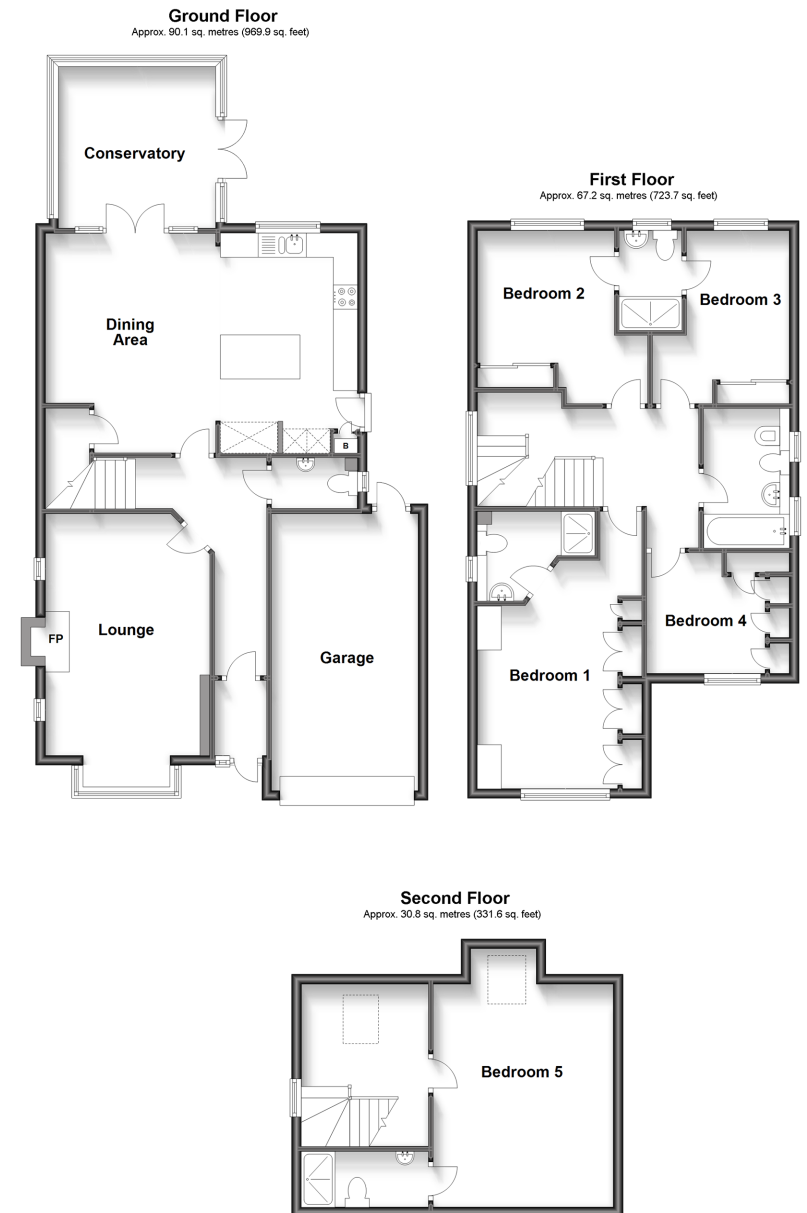 Ground Floor
Approx. 90.1 sq. metres (969.9 sq. feet)
Conservatory
Dining
Area
B
Lounge
FP
Garage
First Floor
Approx. 67.2 sq. metres (723.7 sq. feet)
Bedroom 2
Bedroom 3
Bedroom 4
Bedroom 1
Second Floor
Approx. 30.8 sq. metres (331.6 sq. feet)
Bedroom 5